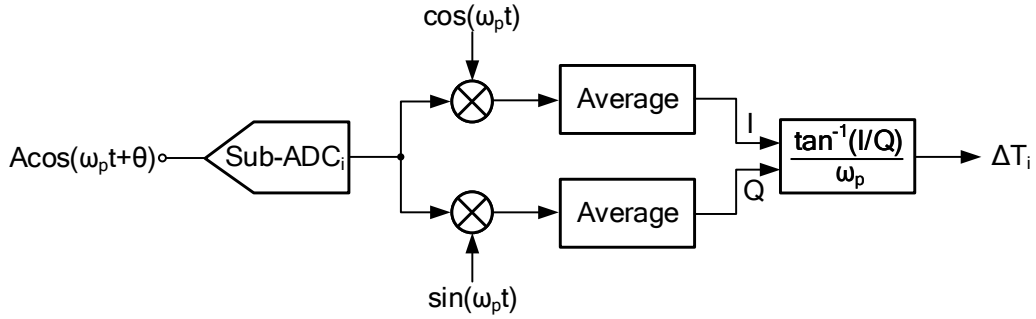 cos(ωₚt)
Average
I
Acos(ωₚt+θ)
Sub-ADCᵢ
tan⁻¹(I/Q)
ωₚ
ΔTᵢ
Q
Average
sin(ωₚt)